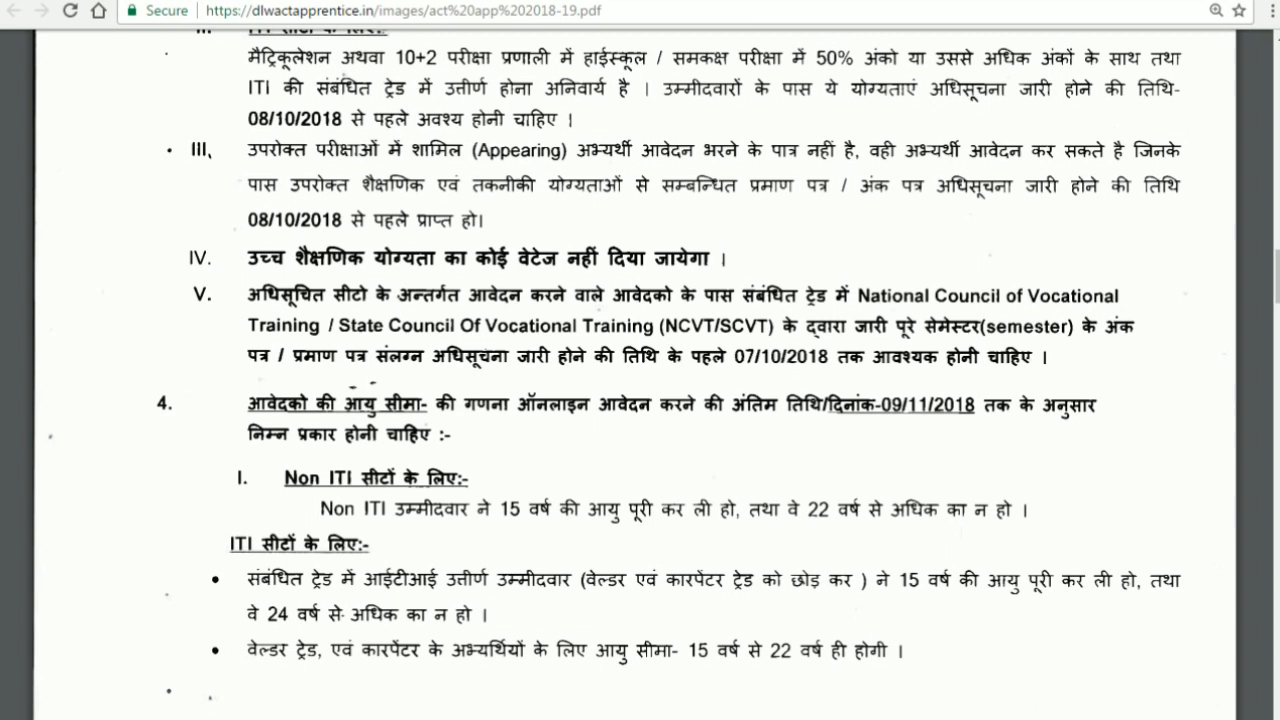 Secure https://dlwactapprentice.in/images/act%20app%202018-19.pdf
II. ITI सीटों के लिए:-
मैट्रिकूलेशन अथवा 10+2 परीक्षा प्रणाली में हाईस्कूल / समकक्ष परीक्षा में 50% अंको या उससे अधिक अंकों के साथ तथा
ITI की संबंधित ट्रेड में उत्तीर्ण होना अनिवार्य है । उम्मीदवारों के पास ये योग्यताएं अधिसूचना जारी होने की तिथि-
08/10/2018 से पहले अवश्य होनी चाहिए ।
III, उपरोक्त परीक्षाओं में शामिल (Appearing) अभ्यर्थी आवेदन भरने के पात्र नहीं है, वही अभ्यर्थी आवेदन कर सकते है जिनके
पास उपरोक्त शैक्षणिक एवं तकनीकी योग्यताओं से सम्बन्धित प्रमाण पत्र / अंक पत्र अधिसूचना जारी होने की तिथि
08/10/2018 से पहले प्राप्त हो।
IV. उच्च शैक्षणिक योग्यता का कोई वेटेज नहीं दिया जायेगा ।
V. अधिसूचित सीटो के अन्तर्गत आवेदन करने वाले आवेदको के पास संबंधित ट्रेड में National Council of Vocational
Training / State Council Of Vocational Training (NCVT/SCVT) के द्वारा जारी पूरे सेमेस्टर(semester) के अंक
पत्र / प्रमाण पत्र संलग्न अधिसूचना जारी होने की तिथि के पहले 07/10/2018 तक आवश्यक होनी चाहिए ।
4. आवेदको की आयु सीमा- की गणना ऑनलाइन आवेदन करने की अंतिम तिथि/दिनांक-09/11/2018 तक के अनुसार
निम्न प्रकार होनी चाहिए :-
I. Non ITI सीटों के लिए:-
Non ITI उम्मीदवार ने 15 वर्ष की आयु पूरी कर ली हो, तथा वे 22 वर्ष से अधिक का न हो ।
ITI सीटों के लिए:-
• संबंधित ट्रेड में आईटीआई उत्तीर्ण उम्मीदवार (वेल्डर एवं कारपेंटर ट्रेड को छोड़ कर ) ने 15 वर्ष की आयु पूरी कर ली हो, तथा
वे 24 वर्ष से अधिक का न हो ।
• वेल्डर ट्रेड, एवं कारपेंटर के अभ्यर्थियों के लिए आयु सीमा- 15 वर्ष से 22 वर्ष ही होगी ।